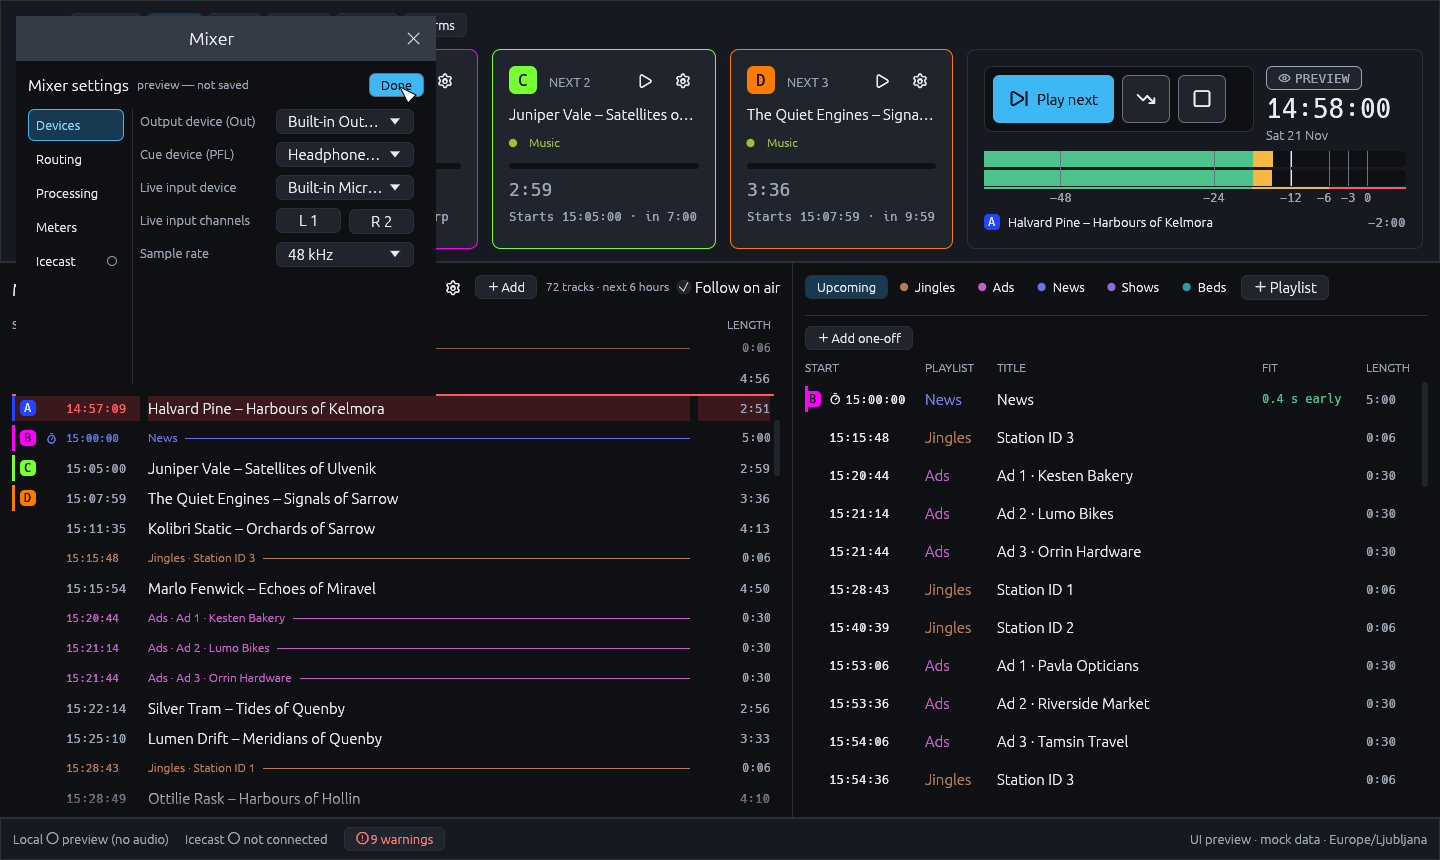 rms
Mixer
Mixer settings preview — not saved Done
Devices
Routing
Processing
Meters
Icecast
Output device (Out) Built-in Out…
Cue device (PFL) Headphone…
Live input device Built-in Micr…
Live input channels L 1 R 2
Sample rate 48 kHz
rp
C NEXT 2
Juniper Vale – Satellites o…
Music
2:59
Starts 15:05:00 · in 7:00
D NEXT 3
The Quiet Engines – Signa…
Music
3:36
Starts 15:07:59 · in 9:59
Play next
PREVIEW
14:58:00
Sat 21 Nov
−48 −24 −12 −6 −3 0
A Halvard Pine – Harbours of Kelmora −2:00
+ Add 72 tracks · next 6 hours Follow on air
LENGTH
0:06
4:56
A 14:57:09 Halvard Pine – Harbours of Kelmora 2:51
B 15:00:00 News 5:00
C 15:05:00 Juniper Vale – Satellites of Ulvenik 2:59
D 15:07:59 The Quiet Engines – Signals of Sarrow 3:36
15:11:35 Kolibri Static – Orchards of Sarrow 4:13
15:15:48 Jingles · Station ID 3 0:06
15:15:54 Marlo Fenwick – Echoes of Miravel 4:50
15:20:44 Ads · Ad 1 · Kesten Bakery 0:30
15:21:14 Ads · Ad 2 · Lumo Bikes 0:30
15:21:44 Ads · Ad 3 · Orrin Hardware 0:30
15:22:14 Silver Tram – Tides of Quenby 2:56
15:25:10 Lumen Drift – Meridians of Quenby 3:33
15:28:43 Jingles · Station ID 1 0:06
15:28:49 Ottilie Rask – Harbours of Hollin 4:10
Upcoming Jingles Ads News Shows Beds + Playlist
+ Add one-off
START PLAYLIST TITLE FIT LENGTH
B 15:00:00 News News 0.4 s early 5:00
15:15:48 Jingles Station ID 3 0:06
15:20:44 Ads Ad 1 · Kesten Bakery 0:30
15:21:14 Ads Ad 2 · Lumo Bikes 0:30
15:21:44 Ads Ad 3 · Orrin Hardware 0:30
15:28:43 Jingles Station ID 1 0:06
15:40:39 Jingles Station ID 2 0:06
15:53:06 Ads Ad 1 · Pavla Opticians 0:30
15:53:36 Ads Ad 2 · Riverside Market 0:30
15:54:06 Ads Ad 3 · Tamsin Travel 0:30
15:54:36 Jingles Station ID 3 0:06
Local preview (no audio) Icecast not connected 9 warnings
UI preview · mock data · Europe/Ljubljana